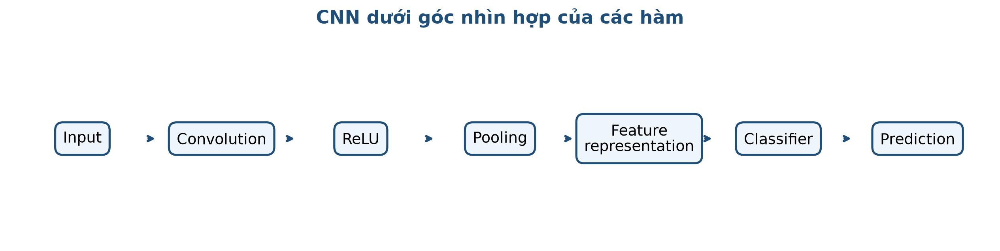 CNN dưới góc nhìn hợp của các hàm
Input
Convolution
ReLU
Pooling
Feature
representation
Classifier
Prediction